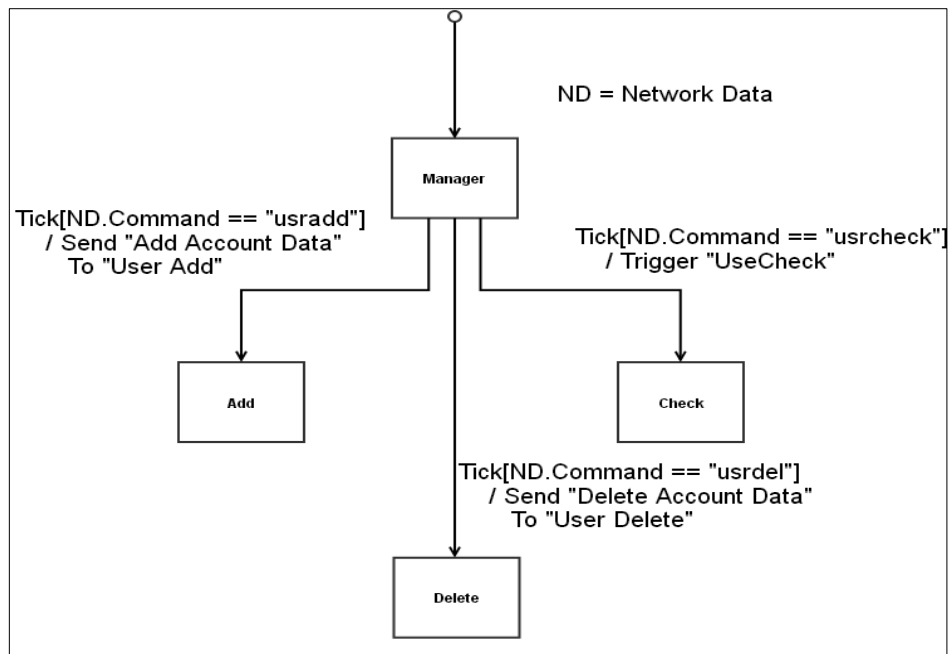 ND = Network Data
Manager
Tick[ND.Command == "usradd"]
/ Send "Add Account Data"
To "User Add"
Tick[ND.Command == "usrcheck"]
/ Trigger "UseCheck"
Add
Check
Tick[ND.Command == "usrdel"]
/ Send "Delete Account Data"
To "User Delete"
Delete